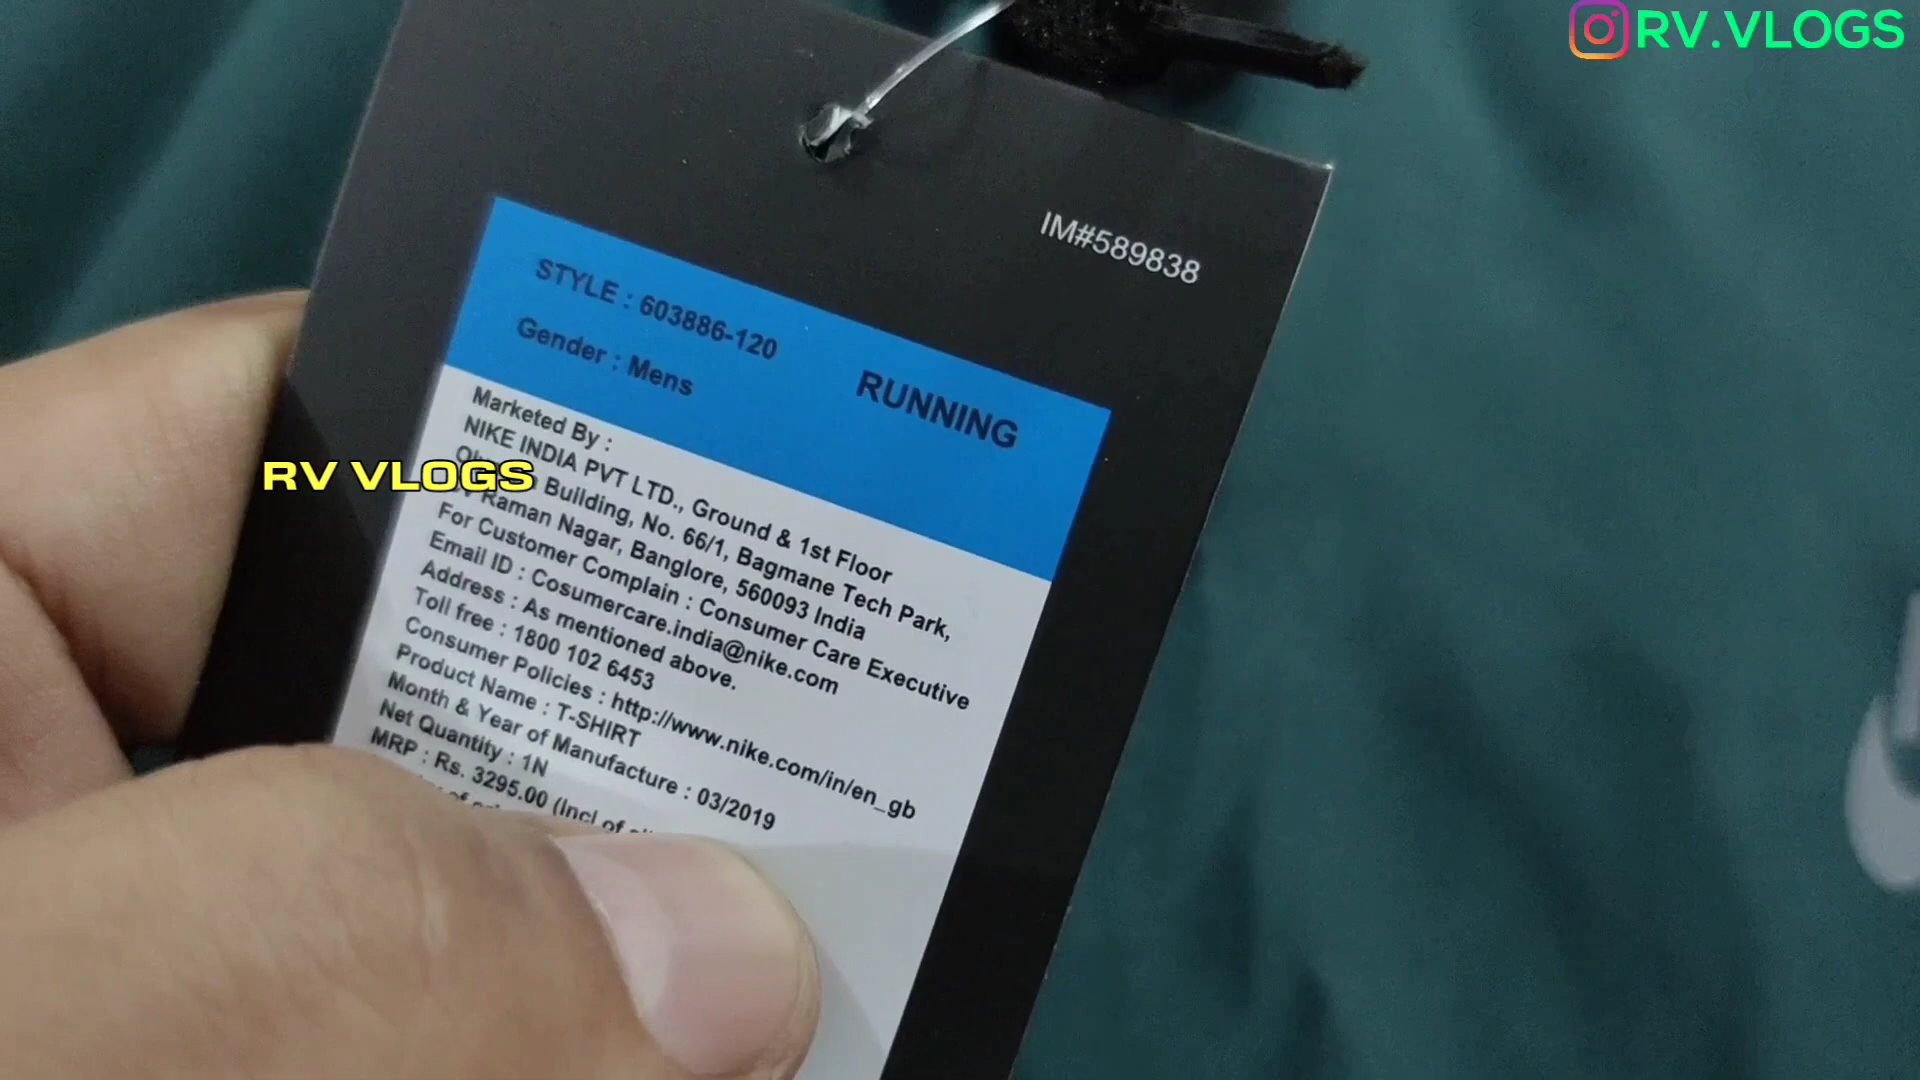 RV.VLOGS
IM#589838
STYLE : 603886-120
Gender : Mens
RUNNING
Marketed By :
NIKE INDIA PVT LTD., Ground & 1st Floor
Building, No. 66/1, Bagmane Tech Park,
Raman Nagar, Banglore, 560093 India
For Customer Complain : Consumer Care Executive
Email ID : Cosumercare.india@nike.com
Address : As mentioned above.
Toll free : 1800 102 6453
Consumer Policies : http://www.nike.com/in/en_gb
Product Name : T-SHIRT
Month & Year of Manufacture : 03/2019
Net Quantity : 1N
MRP : Rs. 3295.00 (Incl of
RV VLOGS